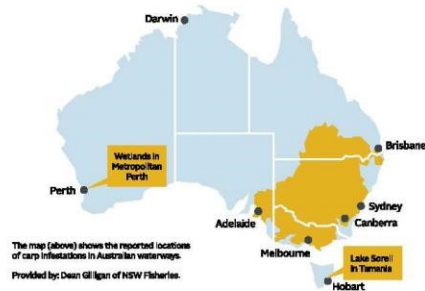 Darwin
Wetlands in
Metropolitan
Perth
Brisbane
Perth
Sydney
Adelaide
Canberra
The map (above) shows the reported locations
of carp infestations in Australian waterways.
Melbourne
Lake Sorell
in Tamania
Provided by: Dean Gilligan of NSW Fisheries.
Hobart